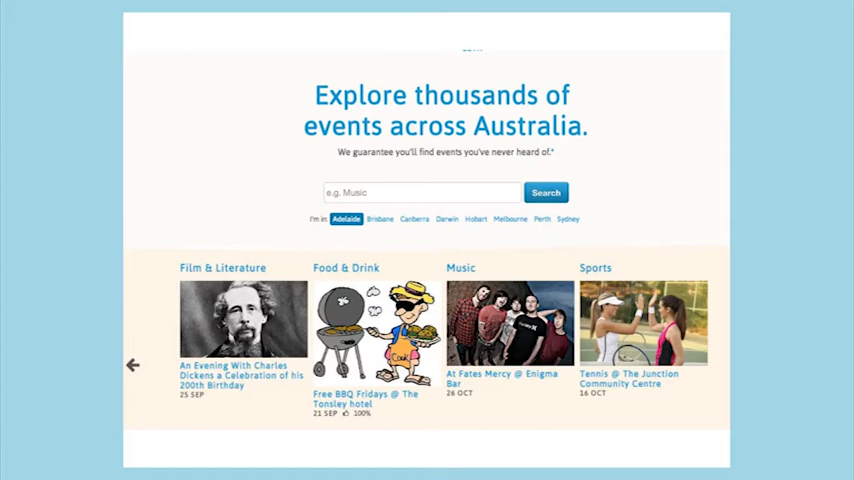 Explore thousands of
events across Australia.
We guarantee you'll find events you've never heard of.*
e.g. Music
Search
I'm in: Adelaide Brisbane Canberra Darwin Hobart Melbourne Perth Sydney
Film & Literature
An Evening With Charles
Dickens a Celebration of his
200th Birthday
25 SEP
Food & Drink
Cook
Free BBQ Fridays @ The
Tonsley hotel
21 SEP 100%
Music
At Fates Mercy @ Enigma
Bar
26 OCT
Sports
Tennis @ The Junction
Community Centre
16 OCT